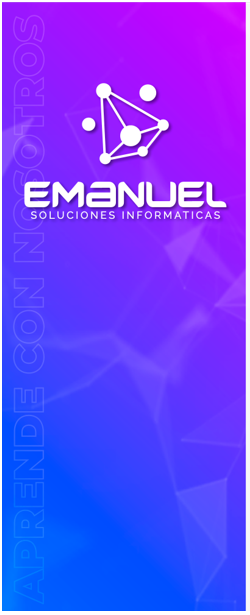 EMANUEL
SOLUCIONES INFORMATICAS
APRENDE CON NOSOTROS